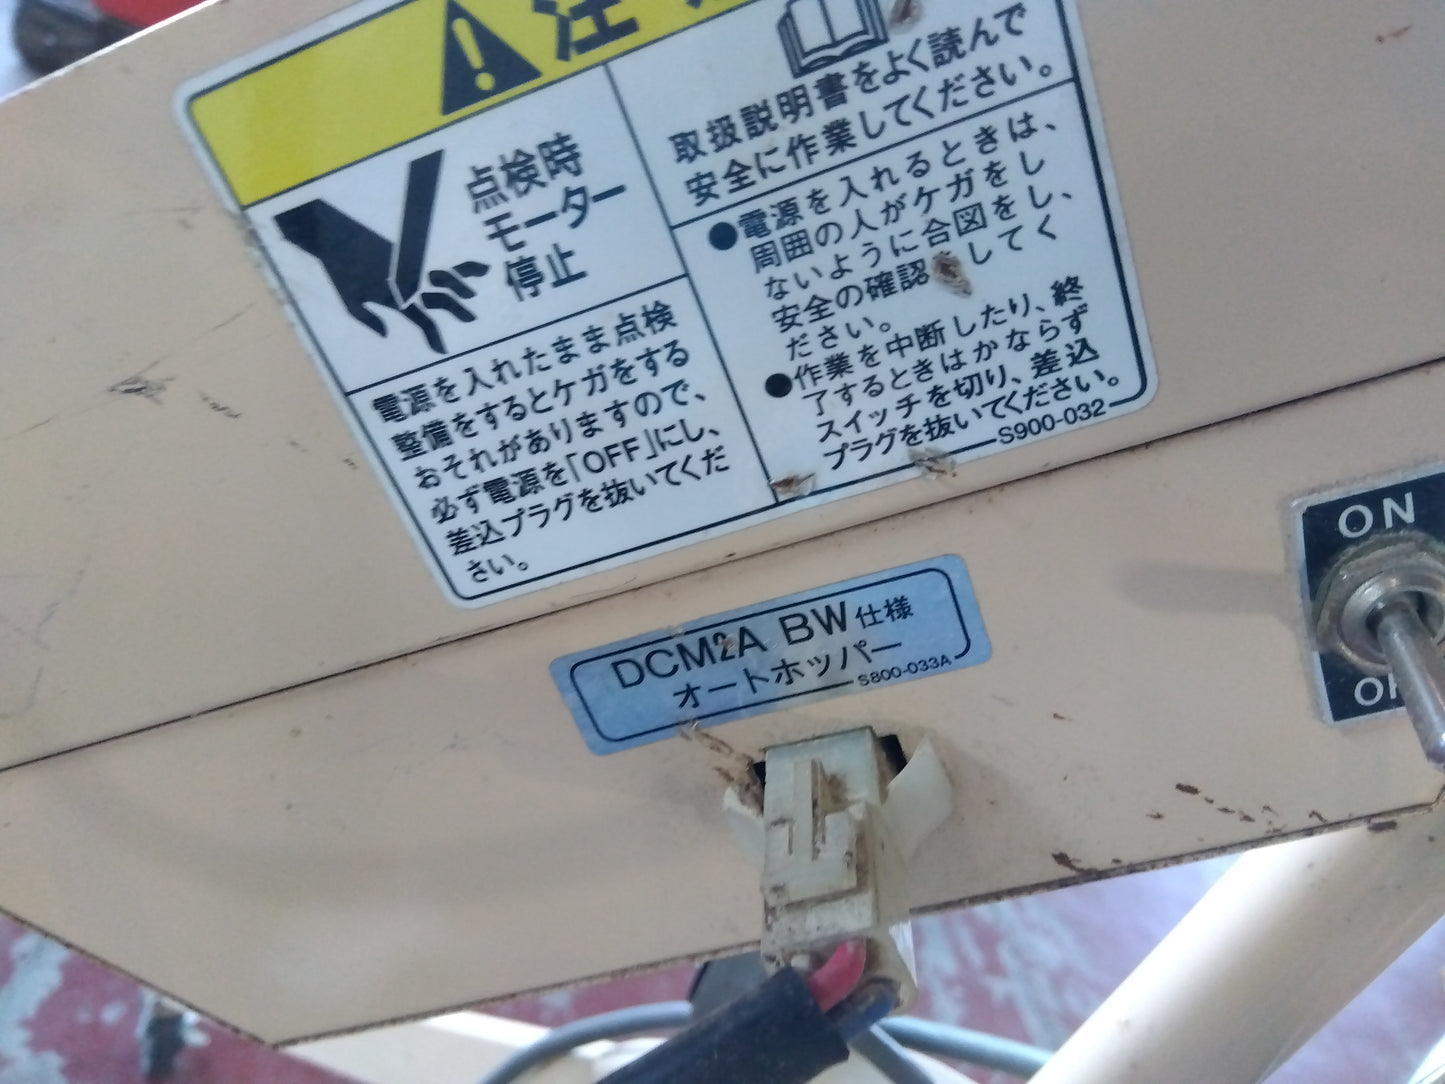 注
点検時
モーター
停止
電源を入れたまま点検
整備をするとケガをする
おそれがありますので、
必ず電源を「OFF」にし、
差込プラグを抜いてくだ
さい。
取扱説明書をよく読んで
安全に作業してください。
●電源を入れるときは、
周囲の人がケガをし
ないように合図をし、
安全の確認 して く
ださい。
●作業を中断したり、終
了するときはかならず
スイッチを切り、差込
プラグを抜いてください。
S900-032
DCM2A BW仕様
オートホッパー
S800-033A
ON